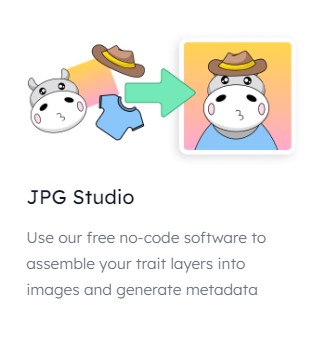 JPG Studio
Use our free no-code software to
assemble your trait layers into
images and generate metadata